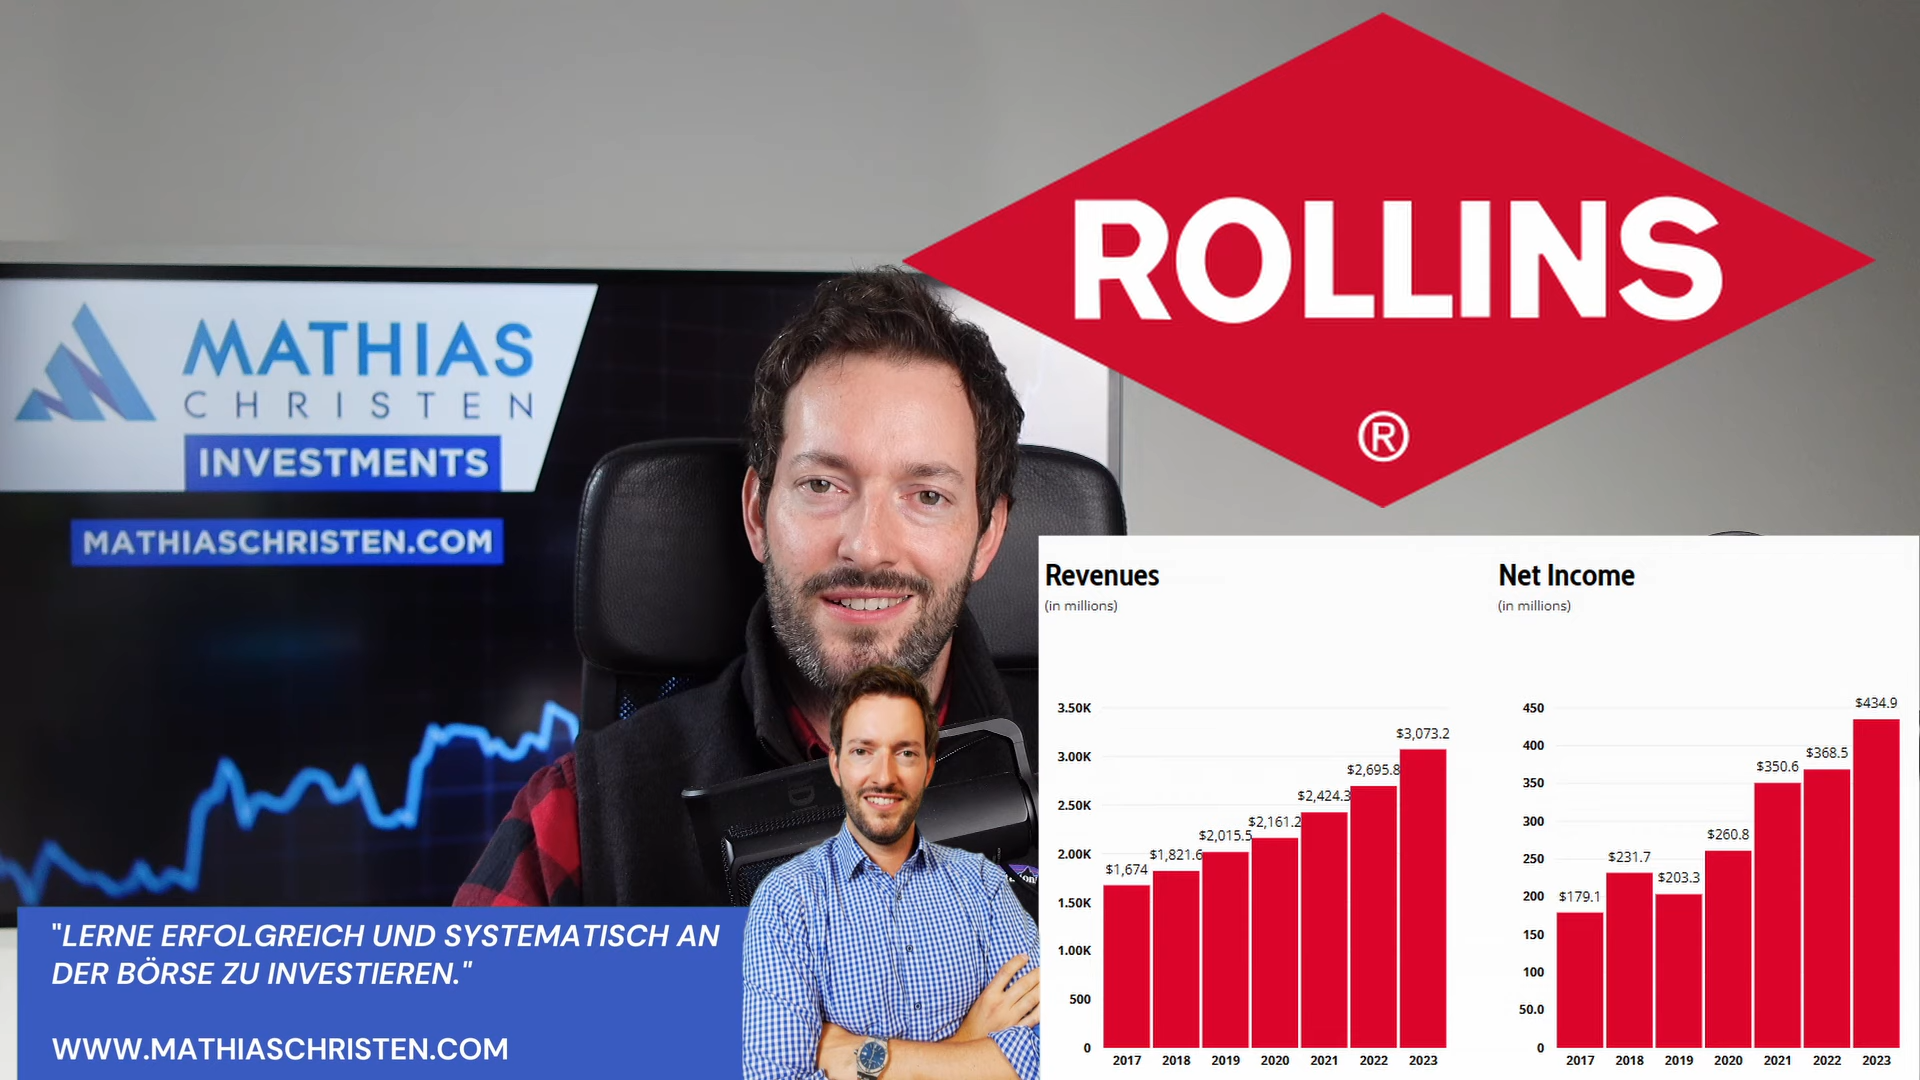 MATHIAS
CHRISTEN
INVESTMENTS
MATHIASCHRISTEN.COM
ROLLINS
®
"LERNE ERFOLGREICH UND SYSTEMATISCH AN
DER BÖRSE ZU INVESTIEREN."
WWW.MATHIASCHRISTEN.COM
Revenues
(in millions)
3.50K
3.00K
2.50K
2.00K
1.50K
1.00K
500
0
$1,674
$1,821.6
$2,015.5
$2,161.2
$2,424.3
$2,695.8
$3,073.2
2017 2018 2019 2020 2021 2022 2023
Net Income
(in millions)
450
400
350
300
250
200
150
100
50.0
0
$179.1
$231.7
$203.3
$260.8
$350.6
$368.5
$434.9
2017 2018 2019 2020 2021 2022 2023